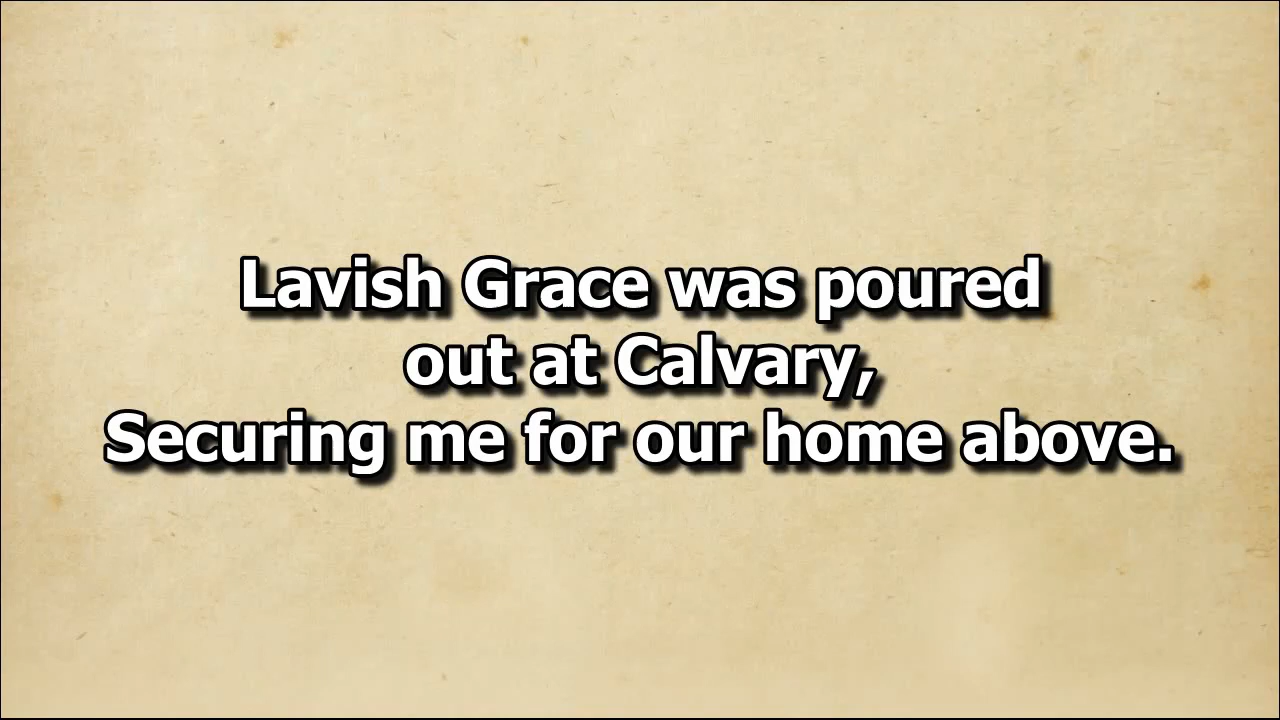 Lavish Grace was poured
out at Calvary,
Securing me for our home above.